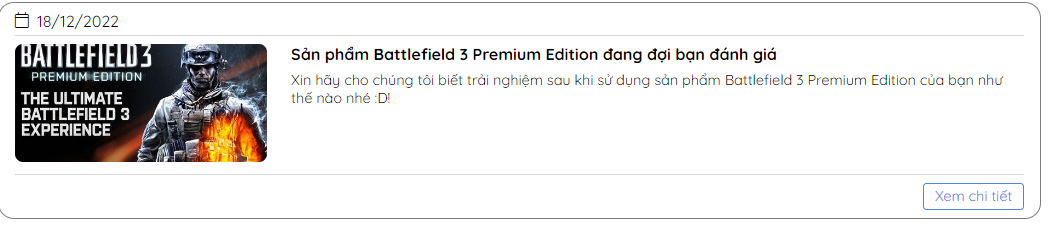 18/12/2022
BATTLEFIELD 3
PREMIUM EDITION
THE ULTIMATE
BATTLEFIELD 3
EXPERIENCE
Sản phẩm Battlefield 3 Premium Edition đang đợi bạn đánh giá
Xin hãy cho chúng tôi biết trải nghiệm sau khi sử dụng sản phẩm Battlefield 3 Premium Edition của bạn như
thế nào nhé :D!
Xem chi tiết